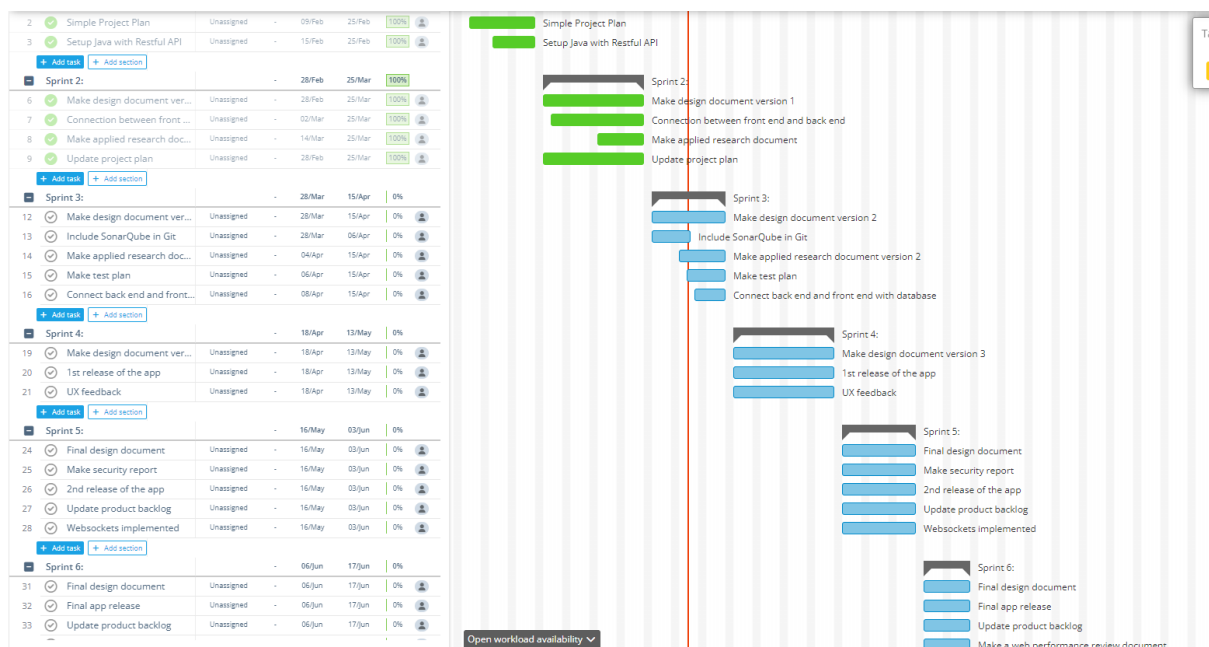 2 Simple Project Plan Unassigned - 09/Feb 25/Feb 100% Simple Project Plan
3 Setup Java with Restful API Unassigned - 15/Feb 25/Feb 100% Setup Java with Restful API
+ Add task + Add section
Sprint 2: - 28/Feb 25/Mar 100% Sprint 2:
6 Make design document ver... Unassigned - 28/Feb 25/Mar 100% Make design document version 1
7 Connection between front ... Unassigned - 02/Mar 25/Mar 100% Connection between front end and back end
8 Make applied research doc... Unassigned - 14/Mar 25/Mar 100% Make applied research document
9 Update project plan Unassigned - 28/Feb 25/Mar 100% Update project plan
+ Add task + Add section
Sprint 3: - 28/Mar 15/Apr 0% Sprint 3:
12 Make design document ver... Unassigned - 28/Mar 15/Apr 0% Make design document version 2
13 Include SonarQube in Git Unassigned - 28/Mar 06/Apr 0% Include SonarQube in Git
14 Make applied research doc... Unassigned - 04/Apr 15/Apr 0% Make applied research document version 2
15 Make test plan Unassigned - 06/Apr 15/Apr 0% Make test plan
16 Connect back end and front... Unassigned - 08/Apr 15/Apr 0% Connect back end and front end with database
+ Add task + Add section
Sprint 4: - 18/Apr 13/May 0% Sprint 4:
19 Make design document ver... Unassigned - 18/Apr 13/May 0% Make design document version 3
20 1st release of the app Unassigned - 18/Apr 13/May 0% 1st release of the app
21 UX feedback Unassigned - 18/Apr 13/May 0% UX feedback
+ Add task + Add section
Sprint 5: - 16/May 03/Jun 0% Sprint 5:
24 Final design document Unassigned - 16/May 03/Jun 0% Final design document
25 Make security report Unassigned - 16/May 03/Jun 0% Make security report
26 2nd release of the app Unassigned - 16/May 03/Jun 0% 2nd release of the app
27 Update product backlog Unassigned - 16/May 03/Jun 0% Update product backlog
28 Websockets implemented Unassigned - 16/May 03/Jun 0% Websockets implemented
+ Add task + Add section
Sprint 6: - 06/Jun 17/Jun 0% Sprint 6:
31 Final design document Unassigned - 06/Jun 17/Jun 0% Final design document
32 Final app release Unassigned - 06/Jun 17/Jun 0% Final app release
33 Update product backlog Unassigned - 06/Jun 17/Jun 0% Update product backlog
Open workload availability Make a web performance review document